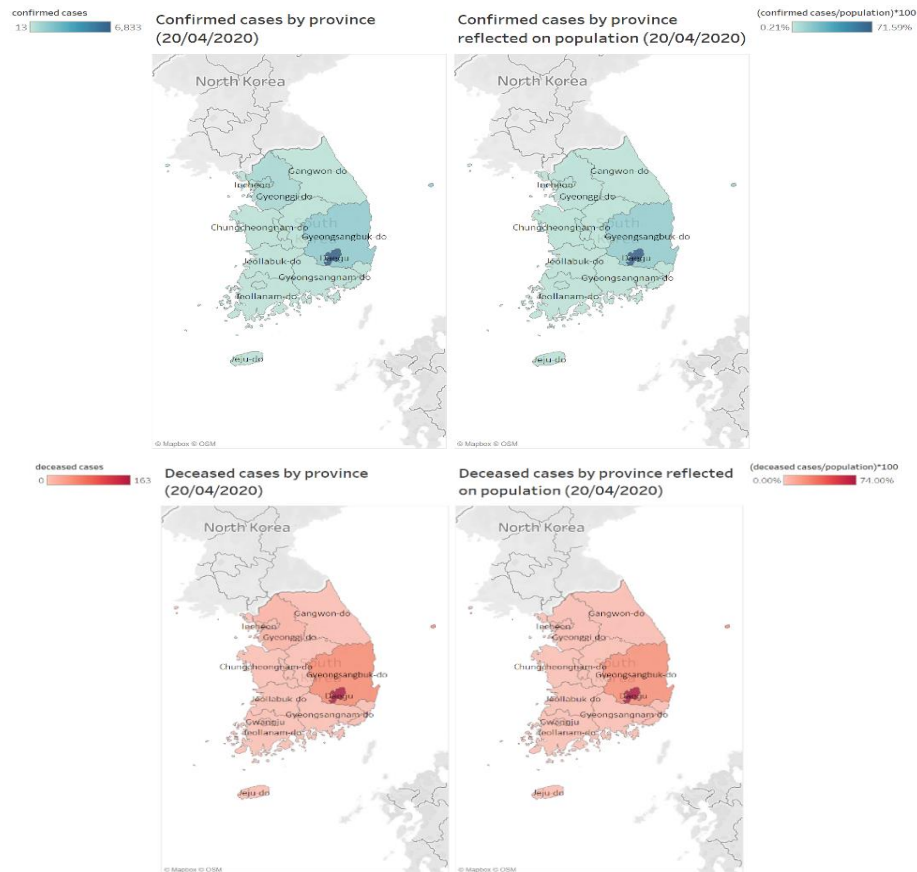 confirmed cases
13 6,833
Confirmed cases by province
(20/04/2020)
Confirmed cases by province
reflected on population (20/04/2020)
(confirmed cases/population)*100
0.21% 71.59%
North Korea
Gangwon-do
Incheon
Gyeonggi-do
Chungcheongnam-do
South
Gyeongsangbuk-do
Daegu
Jeollabuk-do
Gyeongsangnam-do
Jeollanam-do
Jeju-do
© Mapbox © OSM
North Korea
Gangwon-do
Incheon
Gyeonggi-do
Chungcheongnam-do
South
Gyeongsangbuk-do
Daegu
Jeollabuk-do
Gyeongsangnam-do
Jeollanam-do
Jeju-do
© Mapbox © OSM
deceased cases
0 163
Deceased cases by province
(20/04/2020)
Deceased cases by province reflected
on population (20/04/2020)
(deceased cases/population)*100
0.00% 74.00%
North Korea
Gangwon-do
Incheon
Gyeonggi-do
Chungcheongnam-do
South
Gyeongsangbuk-do
Daegu
Jeollabuk-do
Gyeongsangnam-do
Gwangju
Jeollanam-do
Jeju-do
© Mapbox © OSM
North Korea
Gangwon-do
Incheon
Gyeonggi-do
Chungcheongnam-do
South
Gyeongsangbuk-do
Daegu
Jeollabuk-do
Gyeongsangnam-do
Gwangju
Jeollanam-do
Jeju-do
© Mapbox © OSM